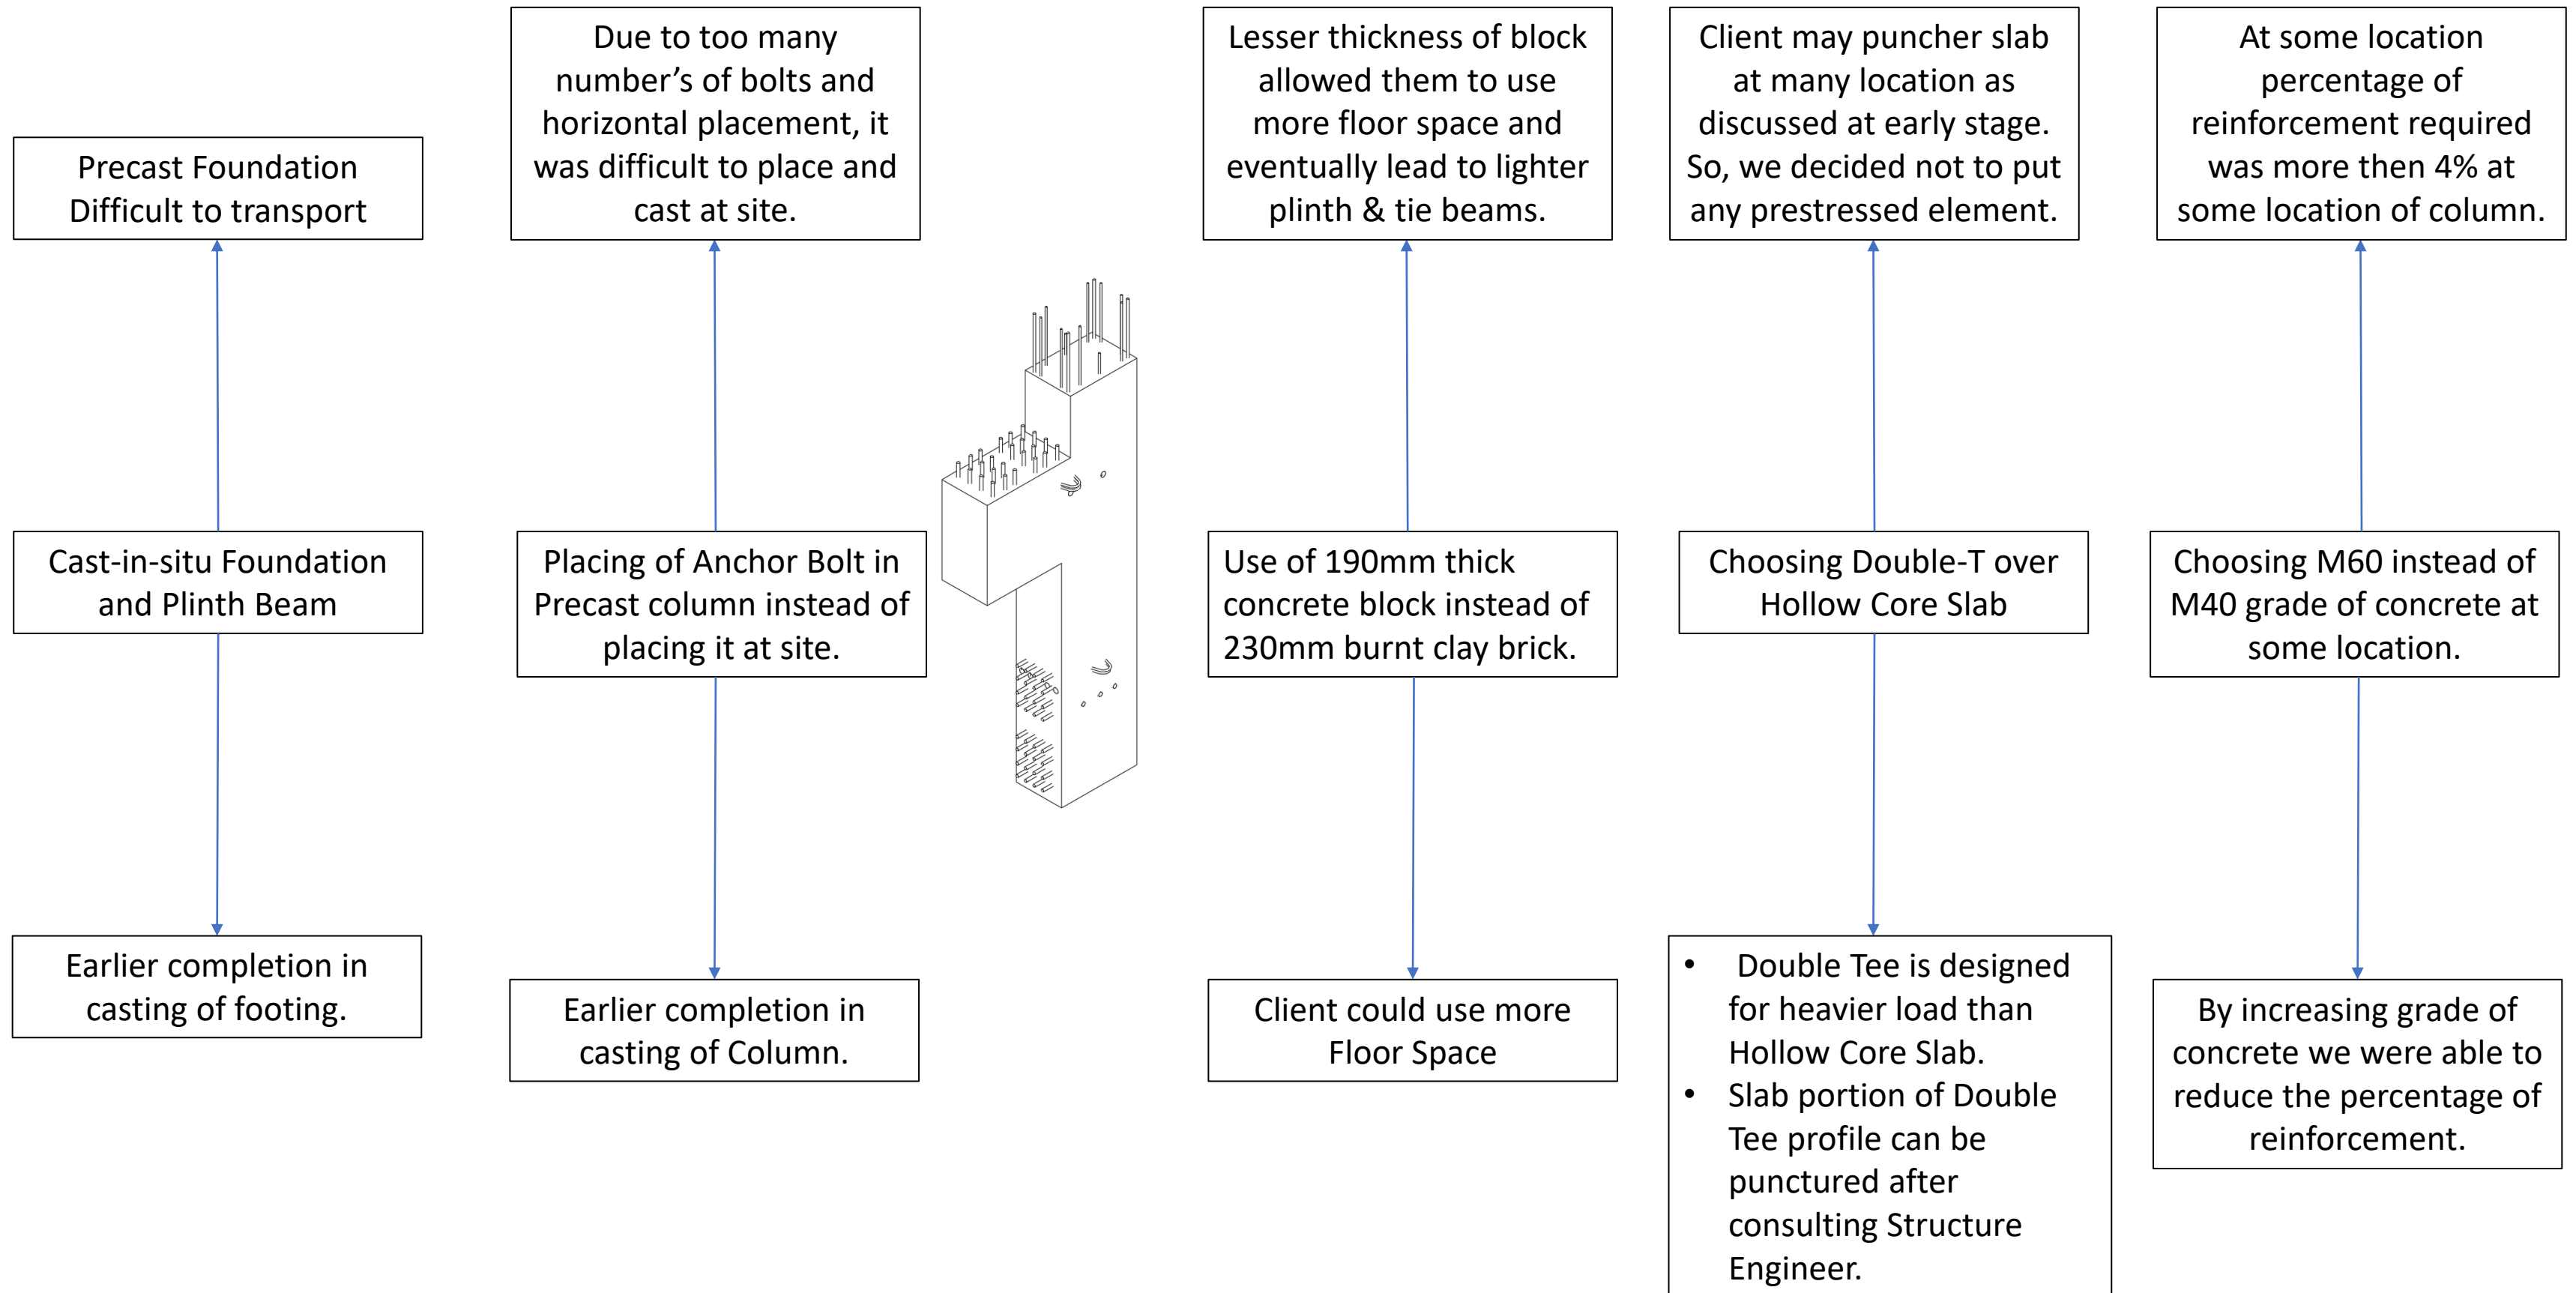 Precast Foundation
Difficult to transport
Cast-in-situ Foundation
and Plinth Beam
Earlier completion in
casting of footing.
Due to too many
number’s of bolts and
horizontal placement, it
was difficult to place and
cast at site.
Placing of Anchor Bolt in
Precast column instead of
placing it at site.
Earlier completion in
casting of Column.
Lesser thickness of block
allowed them to use
more floor space and
eventually lead to lighter
plinth & tie beams.
Use of 190mm thick
concrete block instead of
230mm burnt clay brick.
Client could use more
Floor Space
Client may puncher slab
at many location as
discussed at early stage.
So, we decided not to put
any prestressed element.
Choosing Double-T over
Hollow Core Slab
• Double Tee is designed
for heavier load than
Hollow Core Slab.
• Slab portion of Double
Tee profile can be
punctured after
consulting Structure
Engineer.
At some location
percentage of
reinforcement required
was more then 4% at
some location of column.
Choosing M60 instead of
M40 grade of concrete at
some location.
By increasing grade of
concrete we were able to
reduce the percentage of
reinforcement.